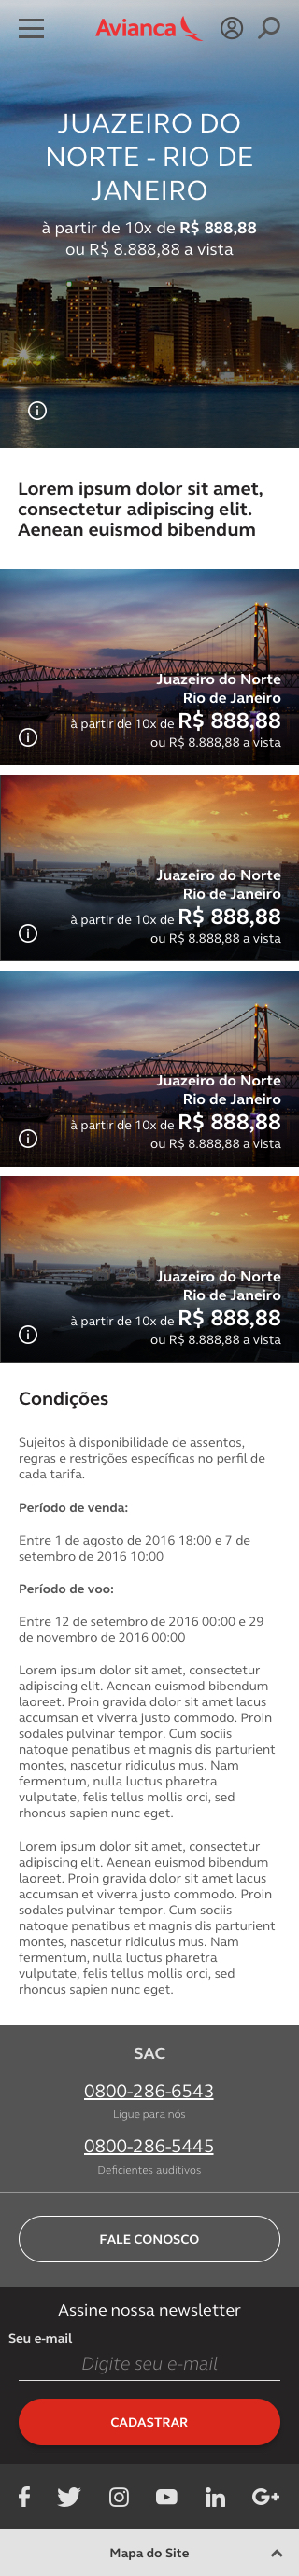 Avianca
JUAZEIRO DO
NORTE - RIO DE
JANEIRO
à partir de 10x de R$ 888,88
ou R$ 8.888,88 a vista
Lorem ipsum dolor sit amet,
consectetur adipiscing elit.
Aenean euismod bibendum
Juazeiro do Norte
Rio de Janeiro
à partir de 10x de R$ 888,88
ou R$ 8.888,88 a vista
Juazeiro do Norte
Rio de Janeiro
à partir de 10x de R$ 888,88
ou R$ 8.888,88 a vista
Juazeiro do Norte
Rio de Janeiro
à partir de 10x de R$ 888,88
ou R$ 8.888,88 a vista
Juazeiro do Norte
Rio de Janeiro
à partir de 10x de R$ 888,88
ou R$ 8.888,88 a vista
Condições
Sujeitos à disponibilidade de assentos,
regras e restrições específicas no perfil de
cada tarifa.
Período de venda:
Entre 1 de agosto de 2016 18:00 e 7 de
setembro de 2016 10:00
Período de voo:
Entre 12 de setembro de 2016 00:00 e 29
de novembro de 2016 00:00
Lorem ipsum dolor sit amet, consectetur
adipiscing elit. Aenean euismod bibendum
laoreet. Proin gravida dolor sit amet lacus
accumsan et viverra justo commodo. Proin
sodales pulvinar tempor. Cum sociis
natoque penatibus et magnis dis parturient
montes, nascetur ridiculus mus. Nam
fermentum, nulla luctus pharetra
vulputate, felis tellus mollis orci, sed
rhoncus sapien nunc eget.
Lorem ipsum dolor sit amet, consectetur
adipiscing elit. Aenean euismod bibendum
laoreet. Proin gravida dolor sit amet lacus
accumsan et viverra justo commodo. Proin
sodales pulvinar tempor. Cum sociis
natoque penatibus et magnis dis parturient
montes, nascetur ridiculus mus. Nam
fermentum, nulla luctus pharetra
vulputate, felis tellus mollis orci, sed
rhoncus sapien nunc eget.
SAC
0800-286-6543
Ligue para nós
0800-286-5445
Deficientes auditivos
FALE CONOSCO
Assine nossa newsletter
Seu e-mail
Digite seu e-mail
CADASTRAR
Mapa do Site